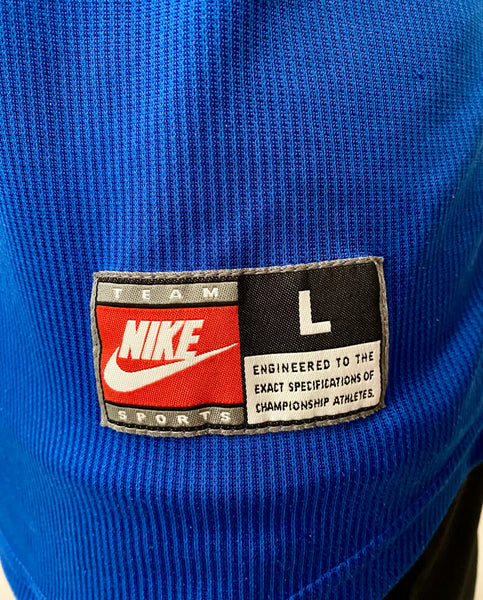 TEAM
NIKE
SPORTS
L
ENGINEERED TO THE
EXACT SPECIFICATIONS OF
CHAMPIONSHIP ATHLETES.